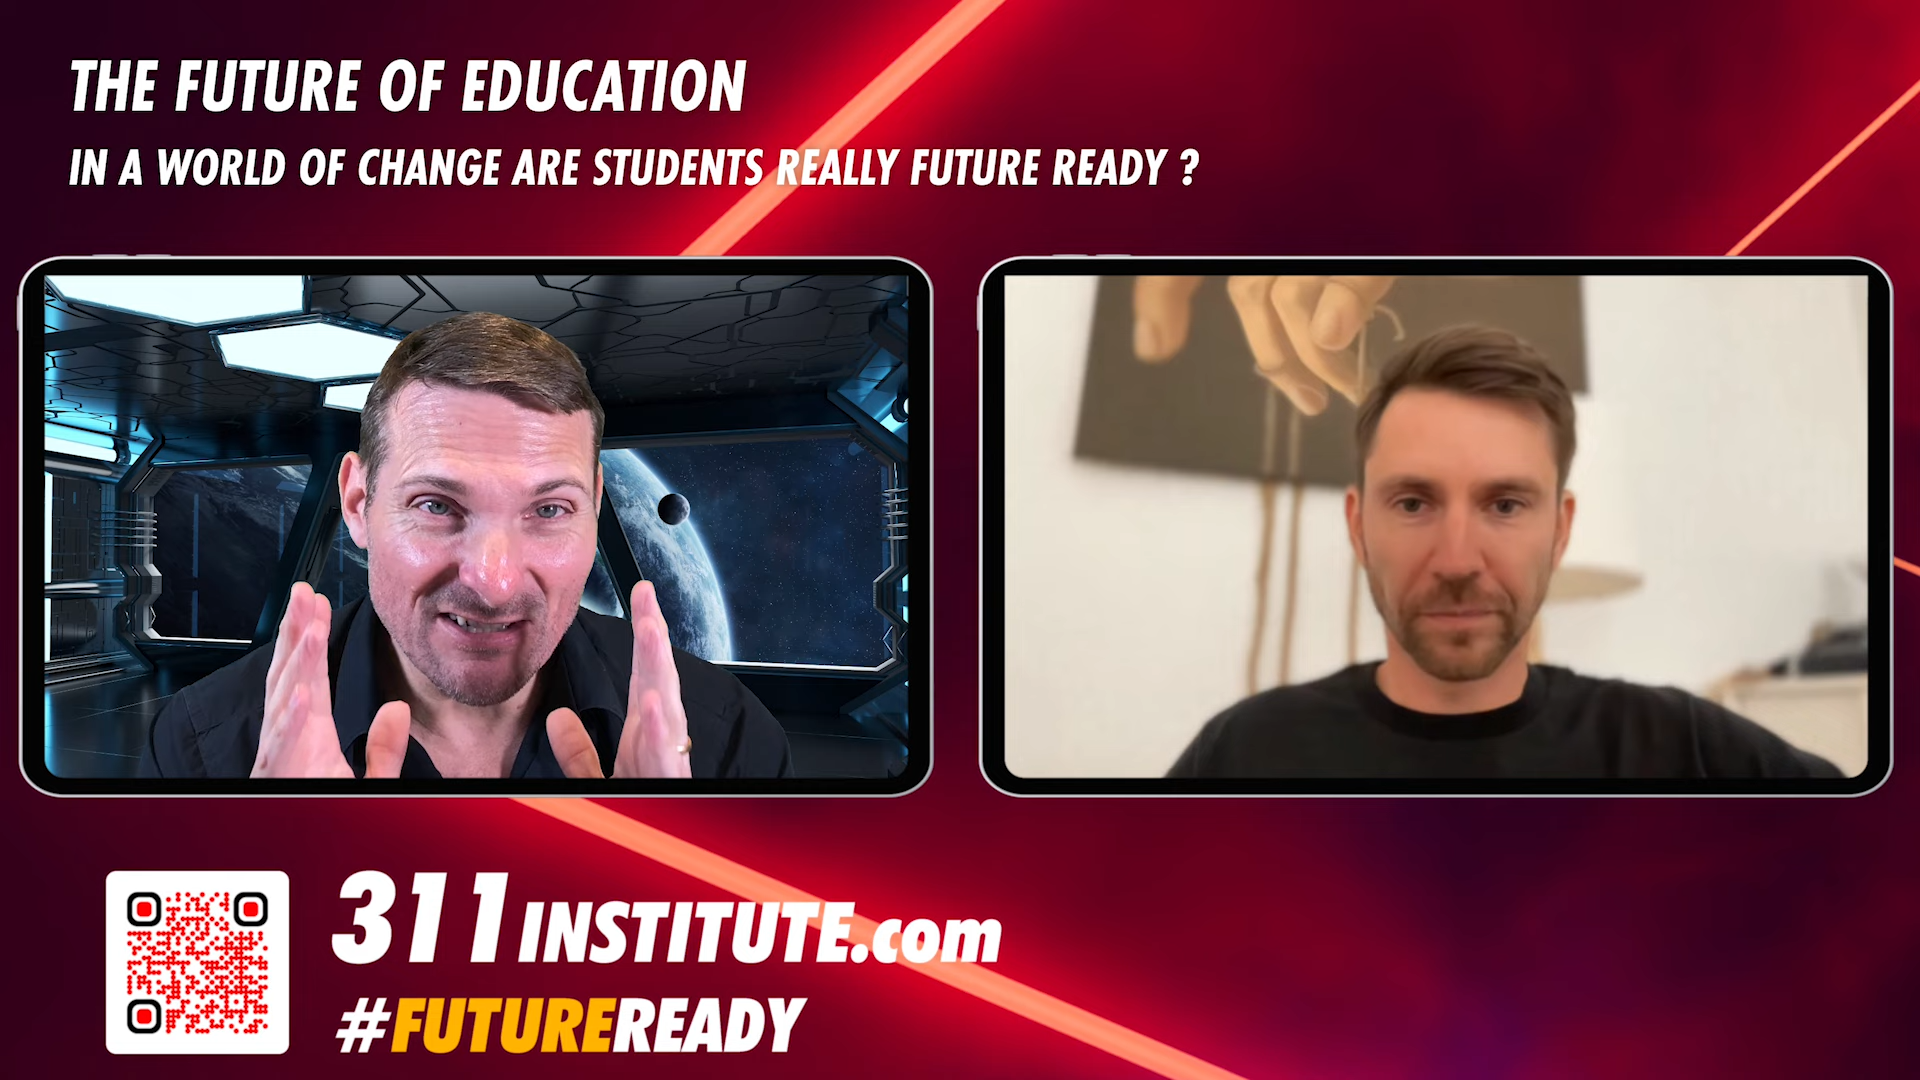 THE FUTURE OF EDUCATION
IN A WORLD OF CHANGE ARE STUDENTS REALLY FUTURE READY ?
311INSTITUTE.com
#FUTUREREADY